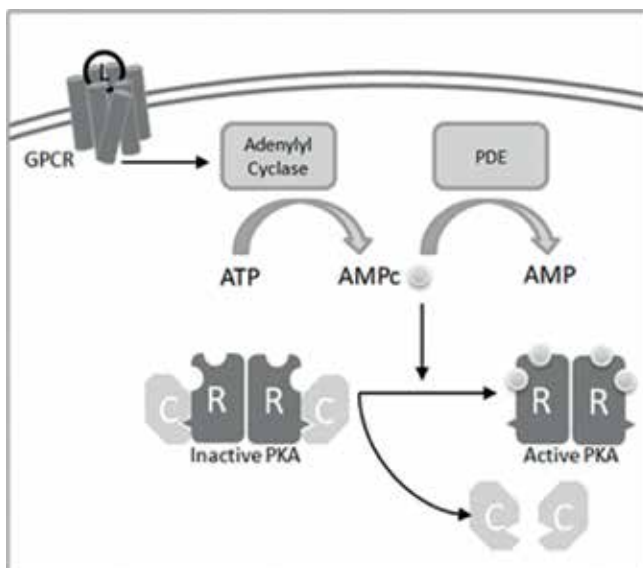 L
GPCR
Adenylyl
Cyclase
PDE
ATP
AMPc
AMP
C
R
R
C
R
R
Inactive PKA
Active PKA
C
C